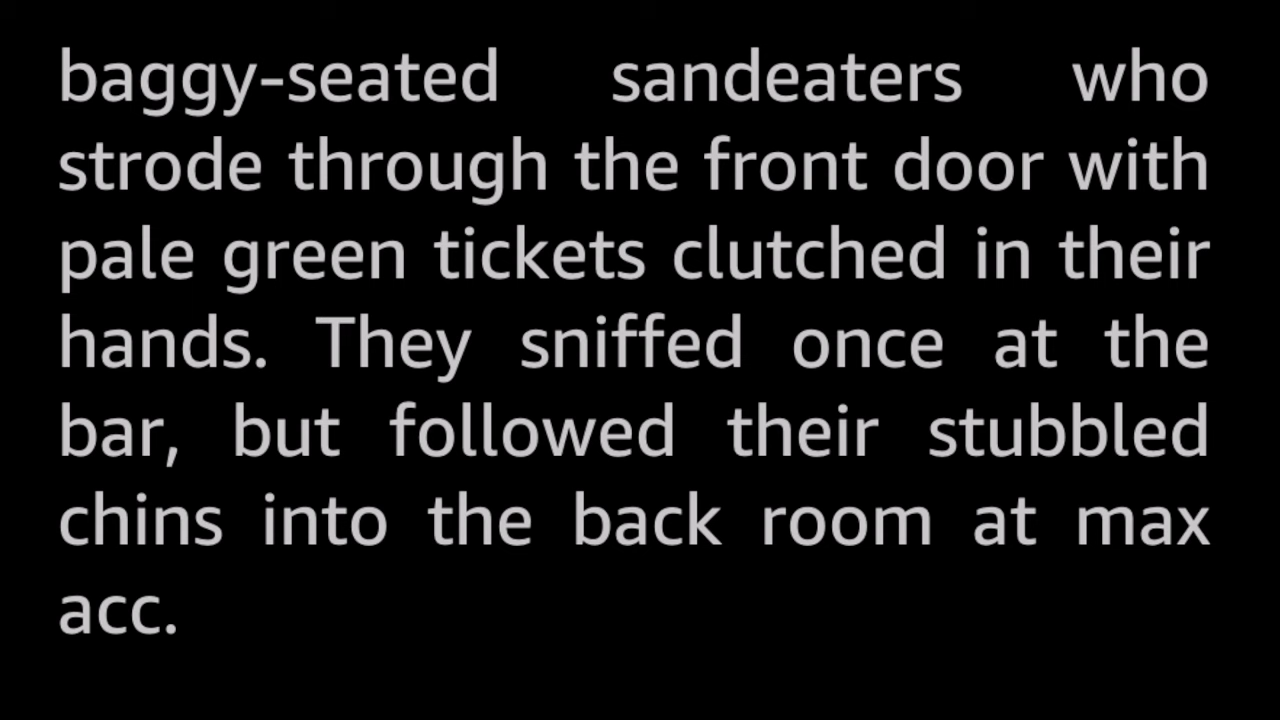 baggy-seated sandeaters who
strode through the front door with
pale green tickets clutched in their
hands. They sniffed once at the
bar, but followed their stubbled
chins into the back room at max
acc.